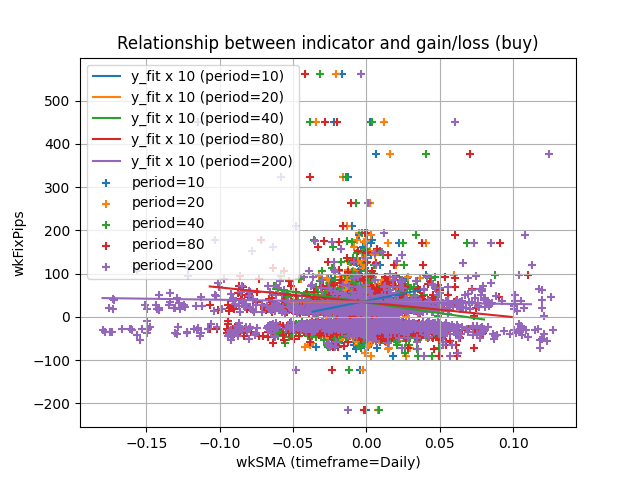 Relationship between indicator and gain/loss (buy)
y_fit x 10 (period=10)
y_fit x 10 (period=20)
y_fit x 10 (period=40)
y_fit x 10 (period=80)
y_fit x 10 (period=200)
period=10
period=20
period=40
period=80
period=200
wkFixPips
500
400
300
200
100
0
−100
−200
−0.15
−0.10
−0.05
0.00
0.05
0.10
wkSMA (timeframe=Daily)